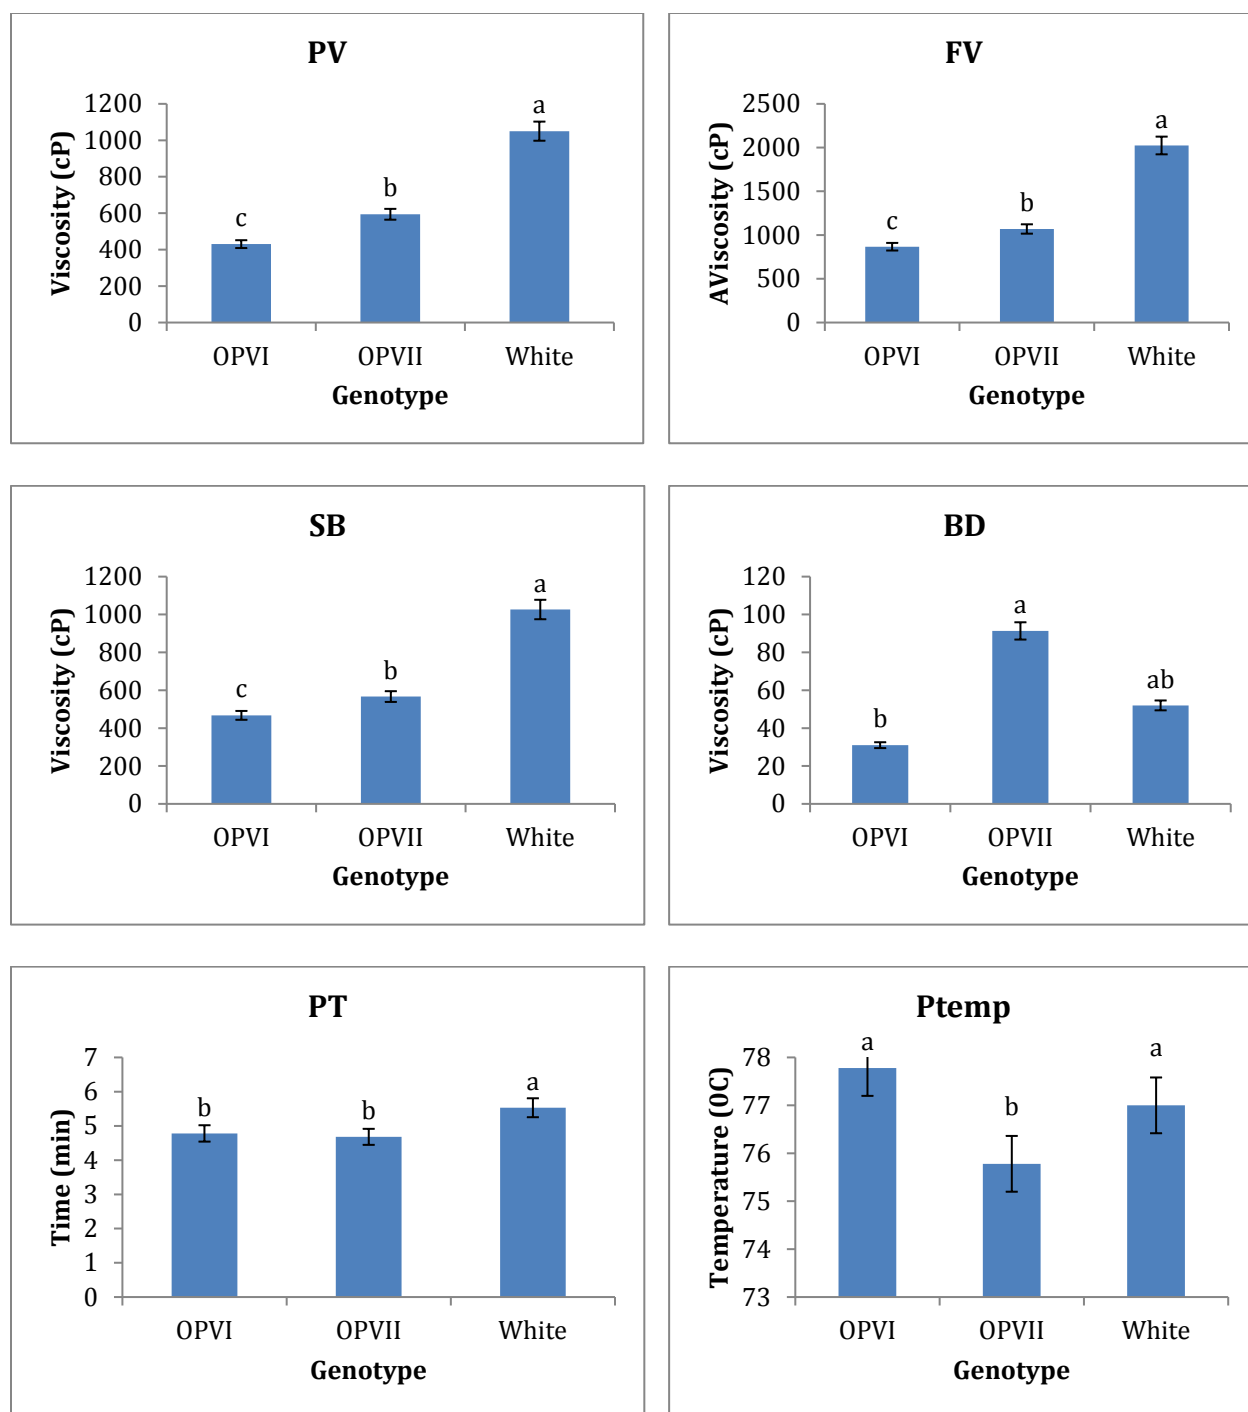 PV
Viscosity (cP)
1200
1000
800
600
400
200
0
c
b
a
OPVI OPVII White
Genotype
FV
AViscosity (cP)
2500
2000
1500
1000
500
0
c
b
a
OPVI OPVII White
Genotype
SB
Viscosity (cP)
1200
1000
800
600
400
200
0
c
b
a
OPVI OPVII White
Genotype
BD
Viscosity (cP)
120
100
80
60
40
20
0
b
a
ab
OPVI OPVII White
Genotype
PT
Time (min)
7
6
5
4
3
2
1
0
b
b
a
OPVI OPVII White
Genotype
Ptemp
Temperature (0C)
78
77
76
75
74
73
a
b
a
OPVI OPVII White
Genotype